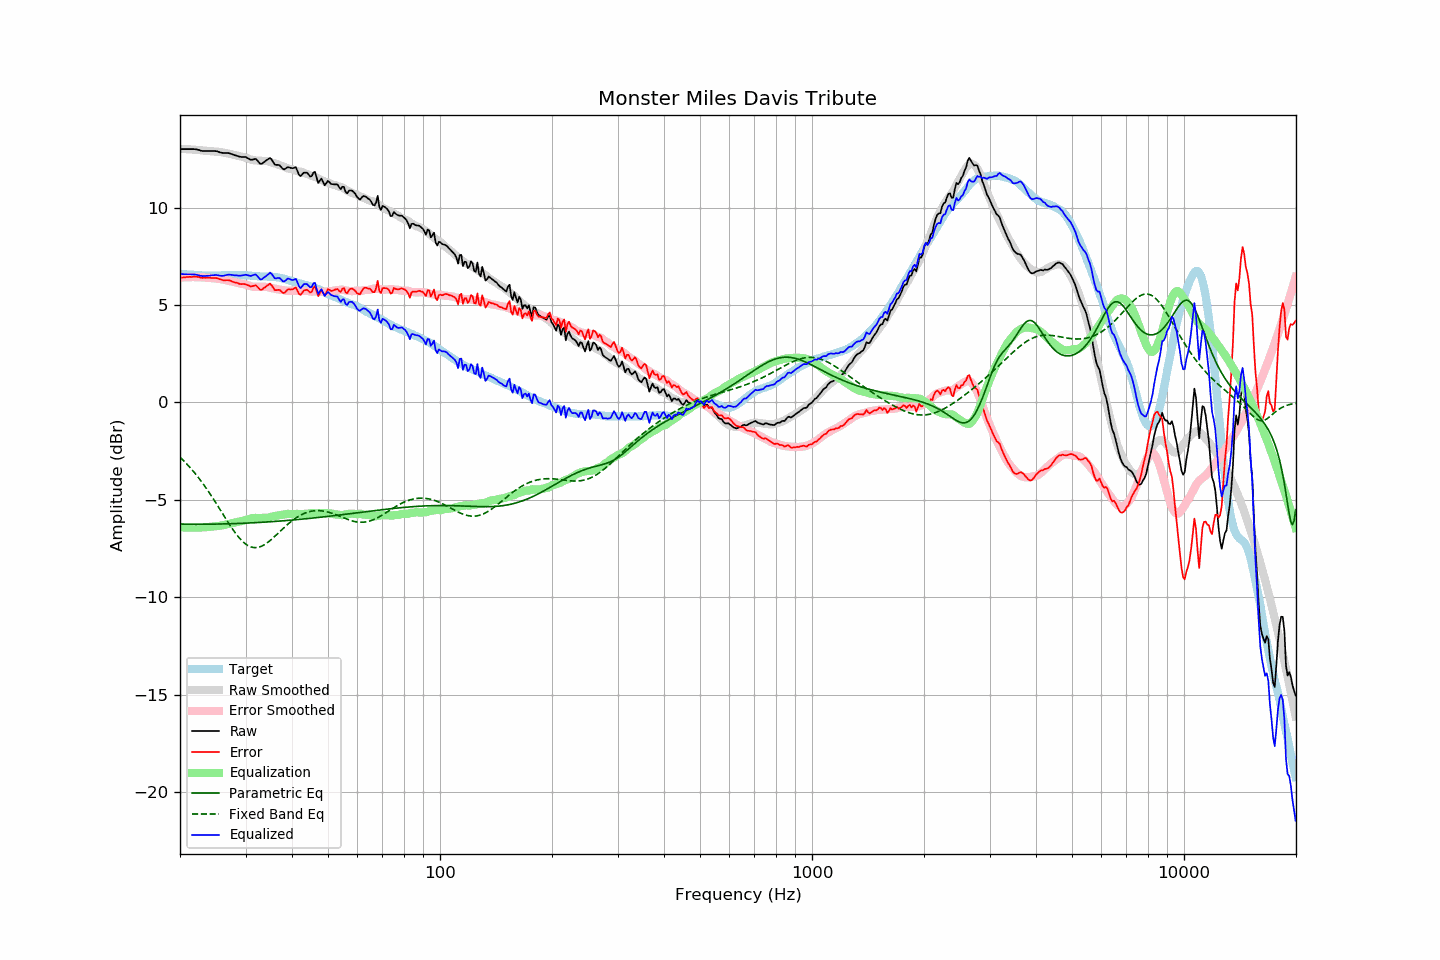 Monster Miles Davis Tribute
10
5
0
−5
−10
−15
−20
Amplitude (dBr)
Target
Raw Smoothed
Error Smoothed
Raw
Error
Equalization
Parametric Eq
Fixed Band Eq
Equalized
100
1000
10000
Frequency (Hz)